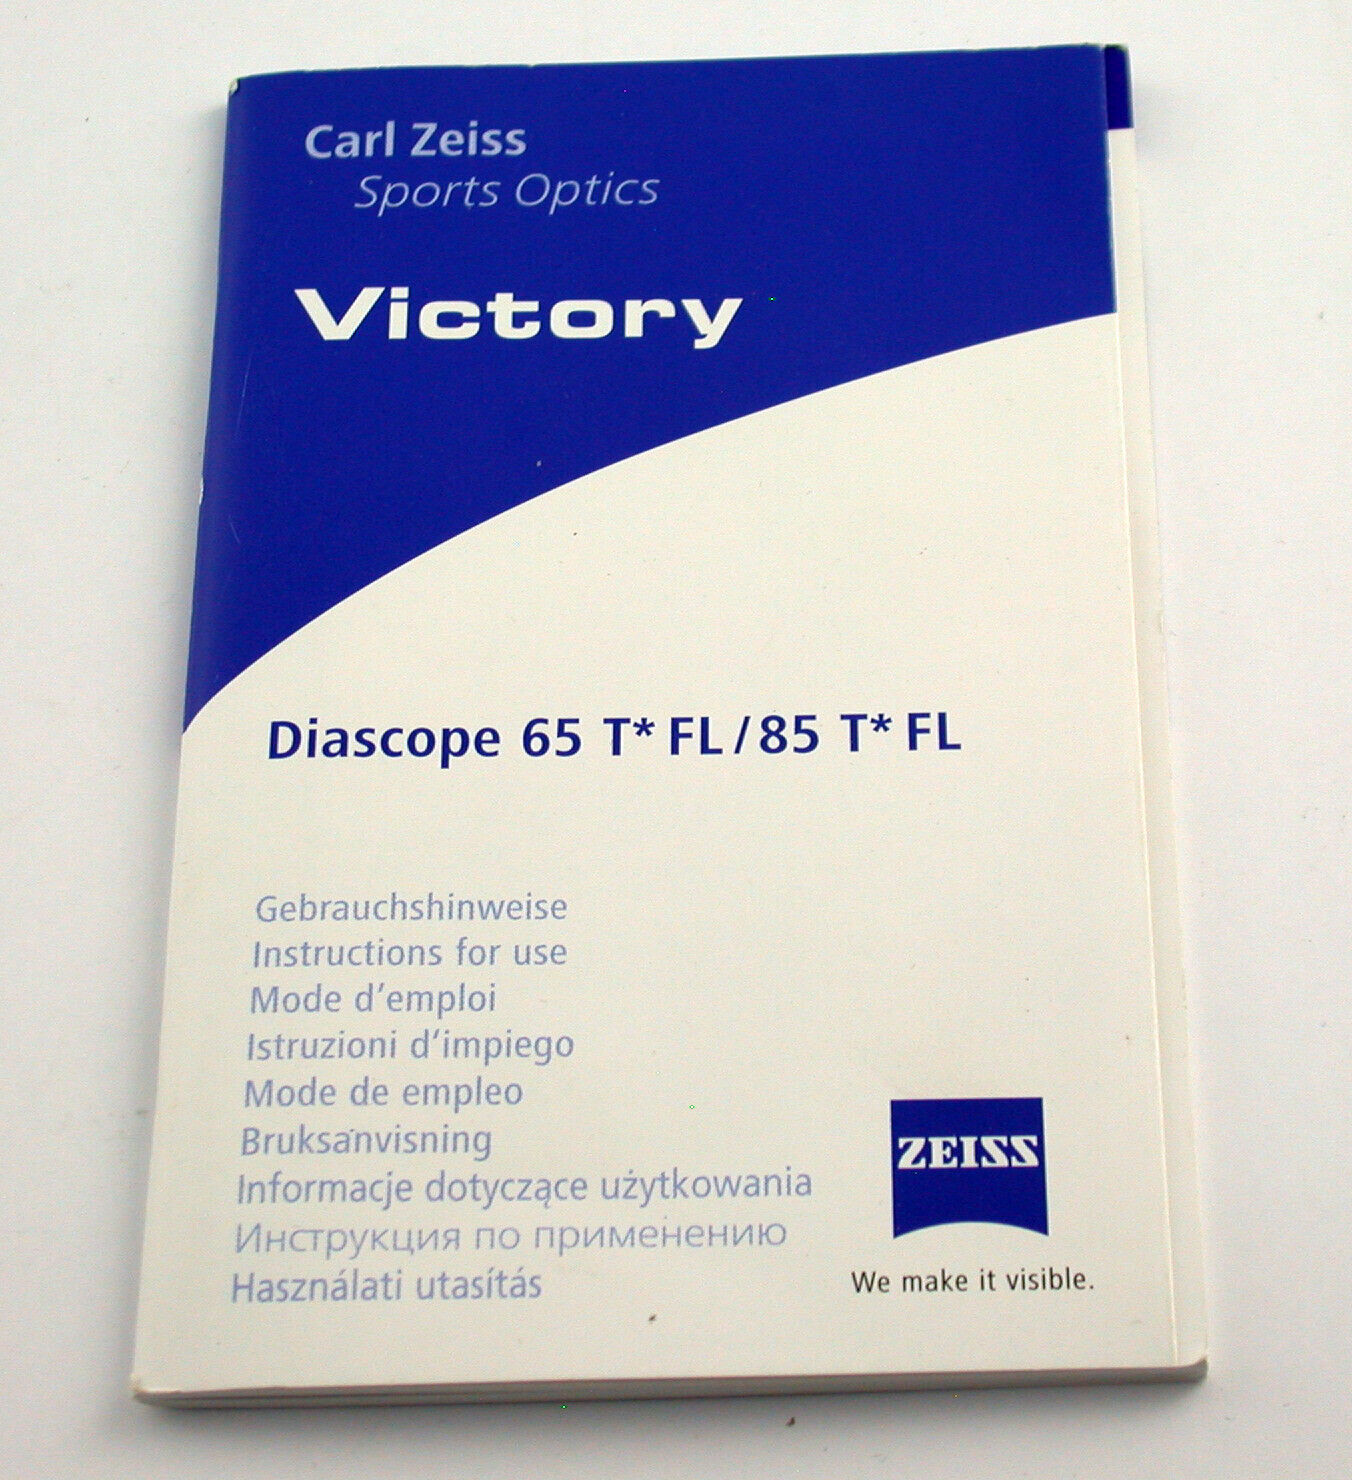 Carl Zeiss
Sports Optics
Victory
Diascope 65 T* FL / 85 T* FL
Gebrauchshinweise
Instructions for use
Mode d'emploi
Istruzioni d'impiego
Mode de empleo
Bruksanvisning
Informacje dotyczące użytkowania
Инструкция по применению
Használati utasítás
ZEISS
We make it visible.